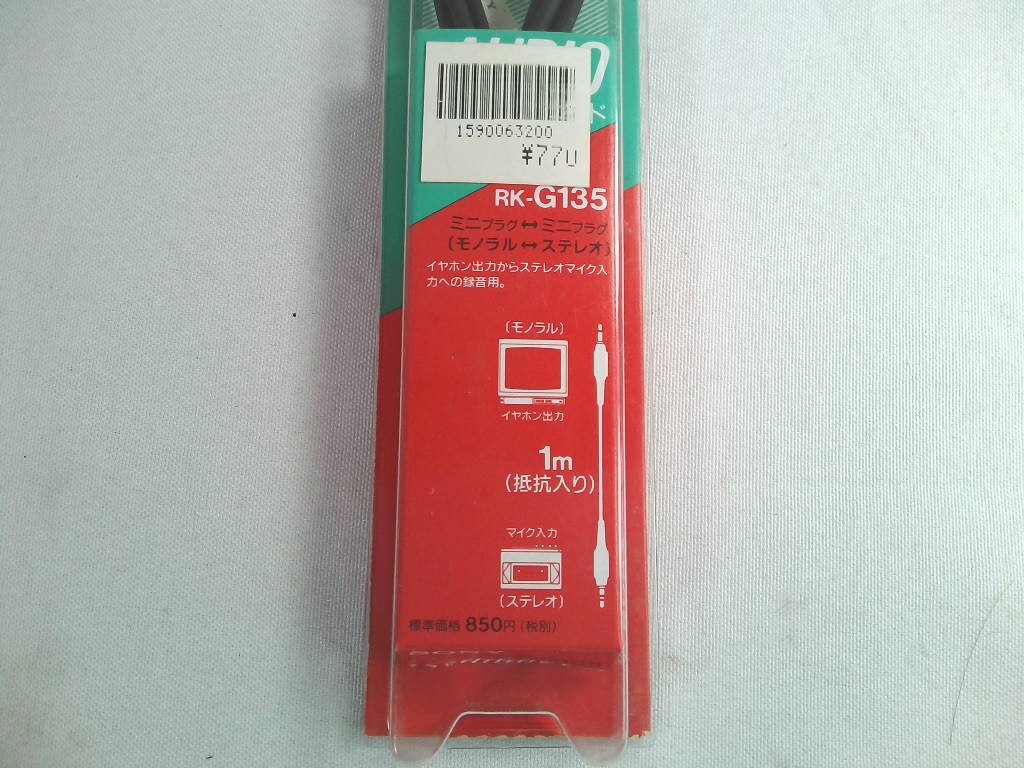 AUDIO
ド
1590063200
¥770
RK-G135
ミニプラグ↔ミニプラグ
(モノラル↔ステレオ)
イヤホン出力からステレオマイク入
力への録音用。
(モノラル)
イヤホン出力
1m
(抵抗入り)
マイク入力
(ステレオ)
標準価格 850円(税別)
SONY